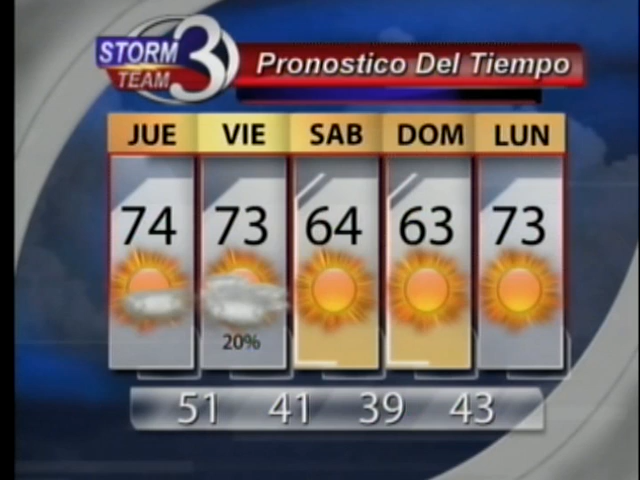 STORM 3
TEAM
Pronostico Del Tiempo
JUE VIE SAB DOM LUN
74 73 64 63 73
20%
51 41 39 43